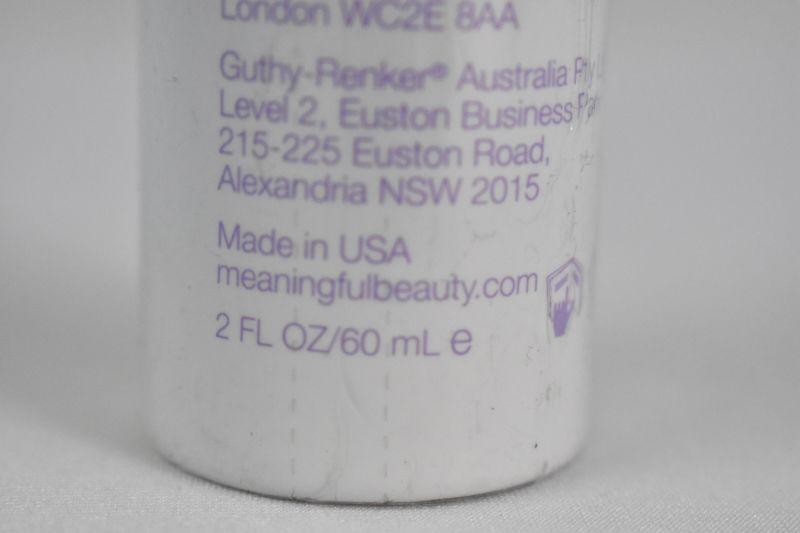 London WC2E 8AA
Guthy-Renker® Australia Pty
Level 2, Euston Business
215-225 Euston Road,
Alexandria NSW 2015
Made in USA
meaningfulbeauty.com
2 FL OZ/60 mL e